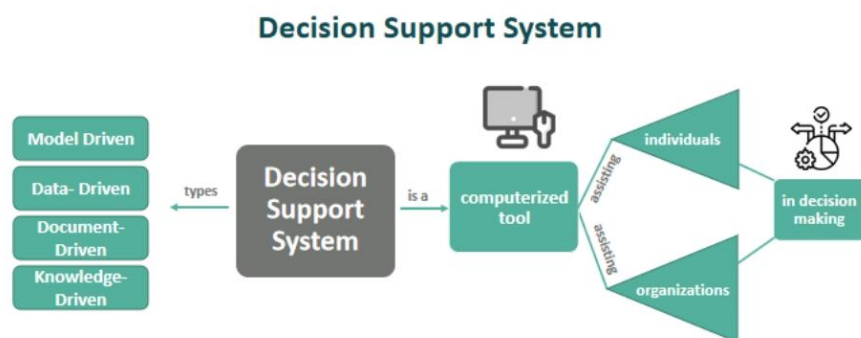 Decision Support System
Model Driven
Data- Driven
Document-
Driven
Knowledge-
Driven
types
Decision
Support
System
is a
computerized
tool
assisting
assisting
individuals
organizations
in decision
making